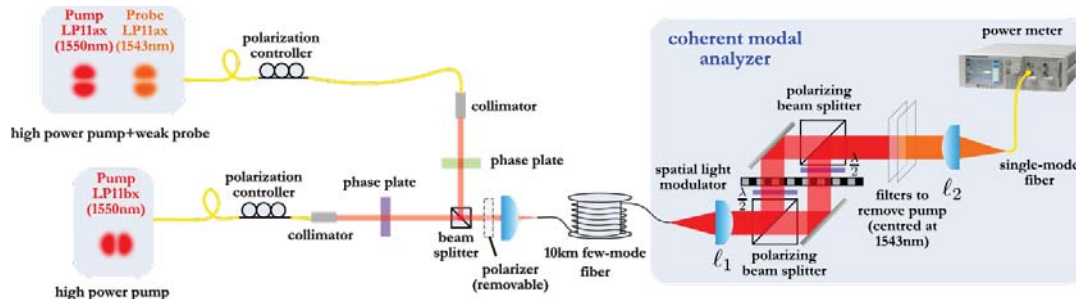 Pump
LP11ax
(1550nm)
Probe
LP11ax
(1543nm)
high power pump+weak probe
polarization
controller
collimator
phase plate
Pump
LP11bx
(1550nm)
high power pump
polarization
controller
collimator
phase plate
beam
splitter
polarizer
(removable)
10km few-mode
fiber
coherent modal
analyzer
power meter
polarizing
beam splitter
spatial light
modulator
λ/2
λ/2
ℓ1
polarizing
beam splitter
filters to
remove pump
(centred at
1543nm)
ℓ2
single-mode
fiber